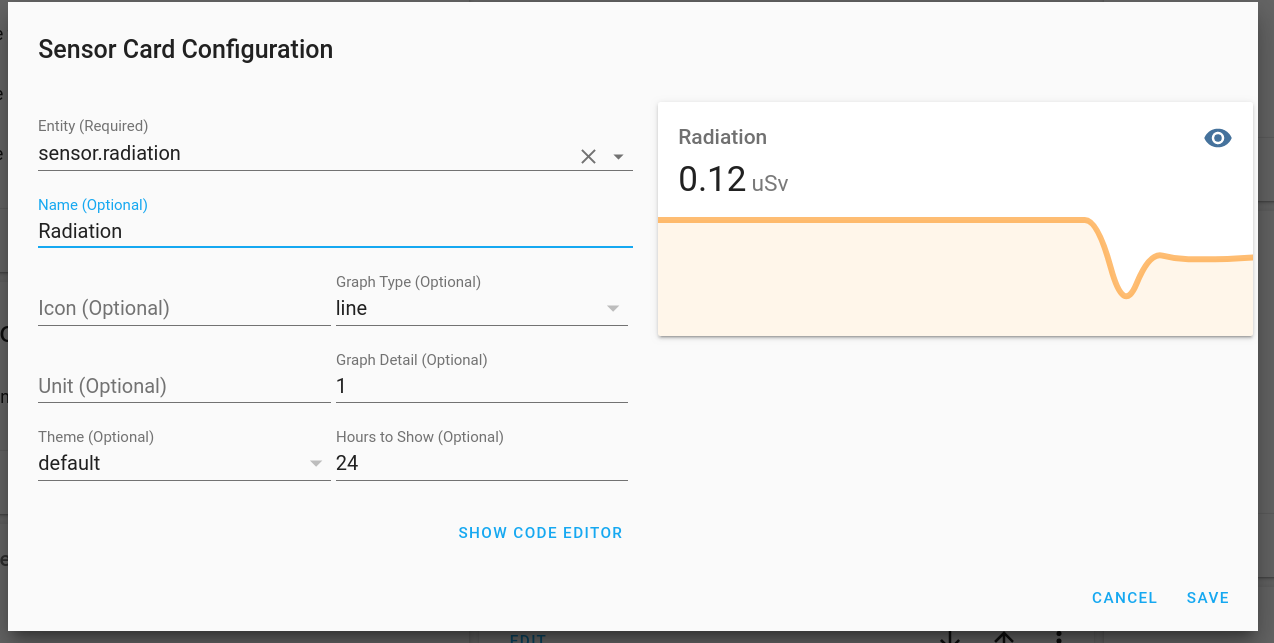 Sensor Card Configuration
Entity (Required)
sensor.radiation
Name (Optional)
Radiation
Icon (Optional)
Graph Type (Optional)
line
Unit (Optional)
Graph Detail (Optional)
1
Theme (Optional)
default
Hours to Show (Optional)
24
SHOW CODE EDITOR
Radiation
0.12 uSv
CANCEL
SAVE
EDIT